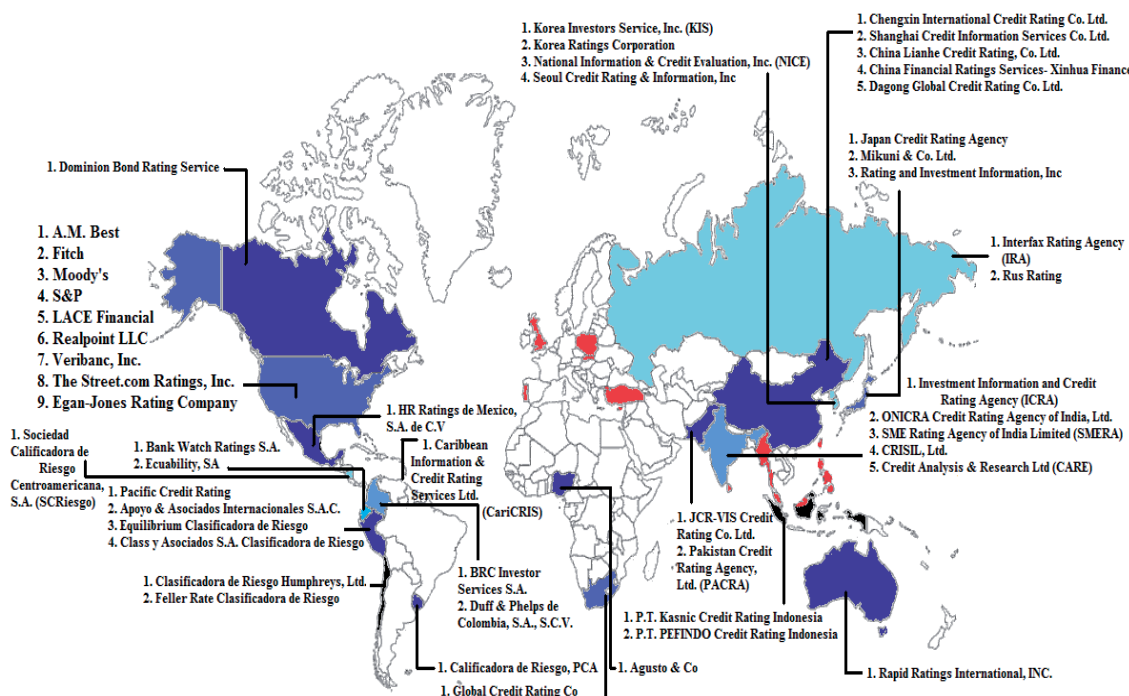 1. Korea Investors Service, Inc. (KIS)
2. Korea Ratings Corporation
3. National Information & Credit Evaluation, Inc. (NICE)
4. Seoul Credit Rating & Information, Inc
1. Chengxin International Credit Rating Co. Ltd.
2. Shanghai Credit Information Services Co. Ltd.
3. China Lianhe Credit Rating, Co. Ltd.
4. China Financial Ratings Services- Xinhua Finance
5. Dagong Global Credit Rating Co. Ltd.
1. Japan Credit Rating Agency
2. Mikuni & Co. Ltd.
3. Rating and Investment Information, Inc
1. Dominion Bond Rating Service
1. A.M. Best
2. Fitch
3. Moody's
4. S&P
5. LACE Financial
6. Realpoint LLC
7. Veribanc, Inc.
8. The Street.com Ratings, Inc.
9. Egan-Jones Rating Company
1. Interfax Rating Agency
(IRA)
2. Rus Rating
1. Investment Information and Credit
Rating Agency (ICRA)
2. ONICRA Credit Rating Agency of India, Ltd.
3. SME Rating Agency of India Limited (SMERA)
4. CRISIL, Ltd.
5. Credit Analysis & Research Ltd (CARE)
1. HR Ratings de Mexico,
S.A. de C.V
1. Sociedad
Calificadora de
Riesgo
Centroamericana,
S.A. (SCRiesgo)
1. Bank Watch Ratings S.A.
2. Ecuability, SA
1. Caribbean
Information &
Credit Rating
Services Ltd.
(CariCRIS)
1. Pacific Credit Rating
2. Apoyo & Asociados Internacionales S.A.C.
3. Equilibrium Clasificadora de Riesgo
4. Class y Asociados S.A. Clasificadora de Riesgo
1. JCR-VIS Credit
Rating Co. Ltd.
2. Pakistan Credit
Rating Agency,
Ltd. (PACRA)
1. Clasificadora de Riesgo Humphreys, Ltd.
2. Feller Rate Clasificadora de Riesgo
1. BRC Investor
Services S.A.
2. Duff & Phelps de
Colombia, S.A., S.C.V.
1. P.T. Kasnic Credit Rating Indonesia
2. P.T. PEFINDO Credit Rating Indonesia
1. Calificadora de Riesgo, PCA
1. Agusto & Co
1. Rapid Ratings International, INC.
1. Global Credit Rating Co